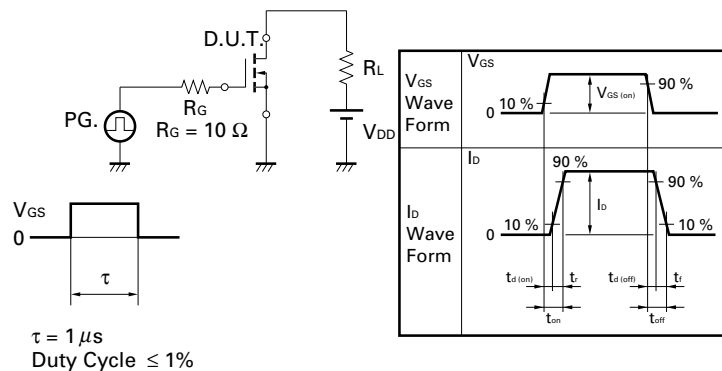 D.U.T.
RL
RG
PG.
RG = 10 Ω
VDD
VGS
0
τ
τ = 1 μs
Duty Cycle ≤ 1%
VGS
Wave
Form
VGS
90 %
VGS (on)
10 %
0
ID
Wave
Form
ID
90 %
90 %
ID
10 %
10 %
0
td (on)
tr
td (off)
tf
ton
toff